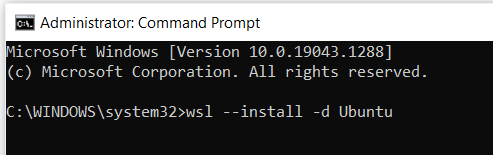 Administrator: Command Prompt
Microsoft Windows [Version 10.0.19043.1288]
(c) Microsoft Corporation. All rights reserved.
C:\WINDOWS\system32>wsl --install -d Ubuntu